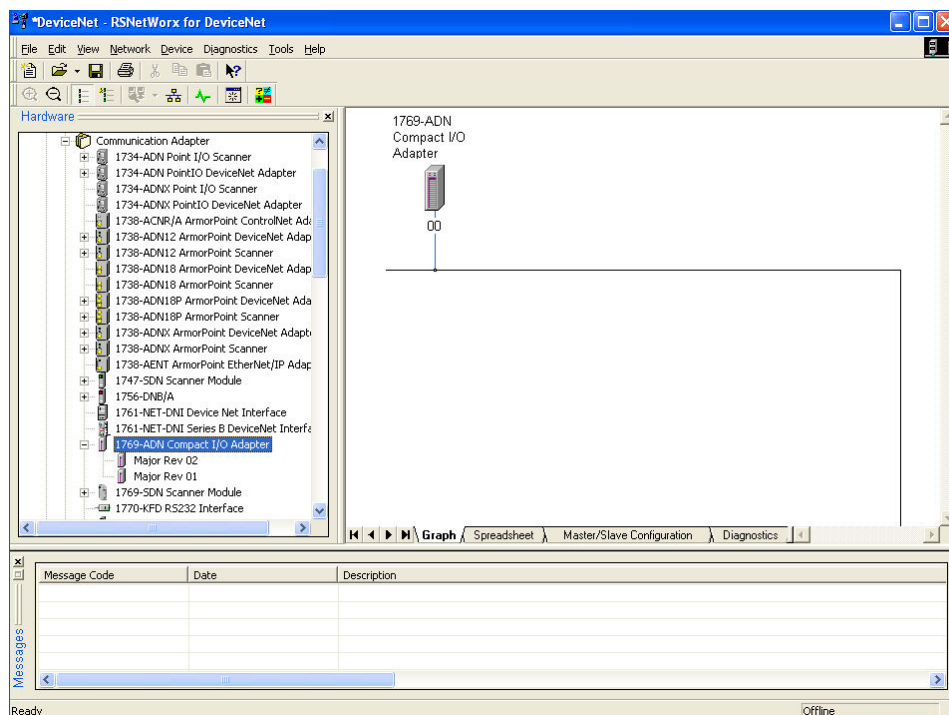 *DeviceNet - RSNetWorx for DeviceNet
File Edit View Network Device Diagnostics Tools Help
Hardware
Communication Adapter
1734-ADN Point I/O Scanner
1734-ADN PointIO DeviceNet Adapter
1734-ADNX Point I/O Scanner
1734-ADNX PointIO DeviceNet Adapter
1738-ACNR/A ArmorPoint ControlNet Ada
1738-ADN12 ArmorPoint DeviceNet Adap
1738-ADN12 ArmorPoint Scanner
1738-ADN18 ArmorPoint DeviceNet Adap
1738-ADN18 ArmorPoint Scanner
1738-ADN18P ArmorPoint DeviceNet Ada
1738-ADN18P ArmorPoint Scanner
1738-ADNX ArmorPoint DeviceNet Adapt
1738-ADNX ArmorPoint Scanner
1738-AENT ArmorPoint EtherNet/IP Adap
1747-SDN Scanner Module
1756-DNB/A
1761-NET-DNI Device Net Interface
1761-NET-DNI Series B DeviceNet Interfa
1769-ADN Compact I/O Adapter
Major Rev 02
Major Rev 01
1769-SDN Scanner Module
1770-KFD RS232 Interface
1769-ADN
Compact I/O
Adapter
00
Graph Spreadsheet Master/Slave Configuration Diagnostics
Messages
Message Code Date Description
Ready Offline